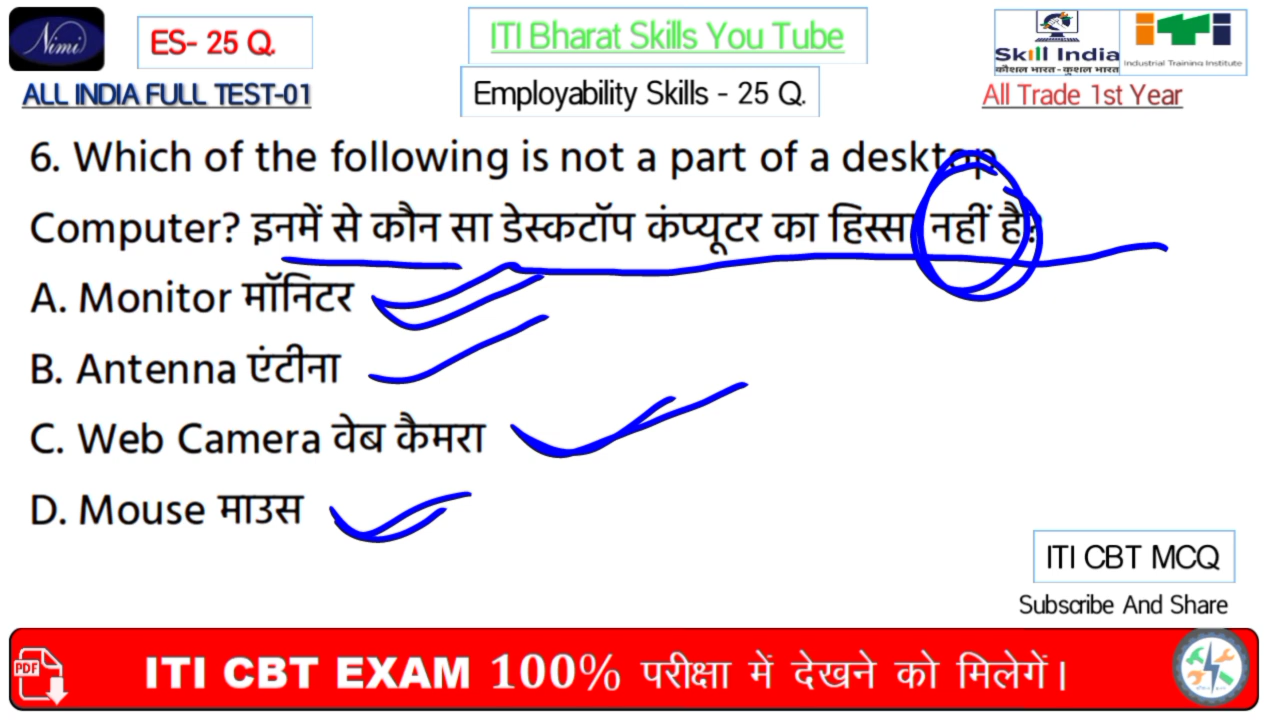 Nimi
ES- 25 Q.
ITI Bharat Skills You Tube
Skill India
कौशल भारत - कुशल भारत
Industrial Training Institute
ALL INDIA FULL TEST-01
Employability Skills - 25 Q.
All Trade 1st Year
6. Which of the following is not a part of a desktop
Computer? इनमें से कौन सा डेस्कटॉप कंप्यूटर का हिस्सा नहीं है?
A. Monitor मॉनिटर
B. Antenna एंटीना
C. Web Camera वेब कैमरा
D. Mouse माउस
ITI CBT MCQ
Subscribe And Share
PDF
ITI CBT EXAM 100% परीक्षा में देखने को मिलेगें।